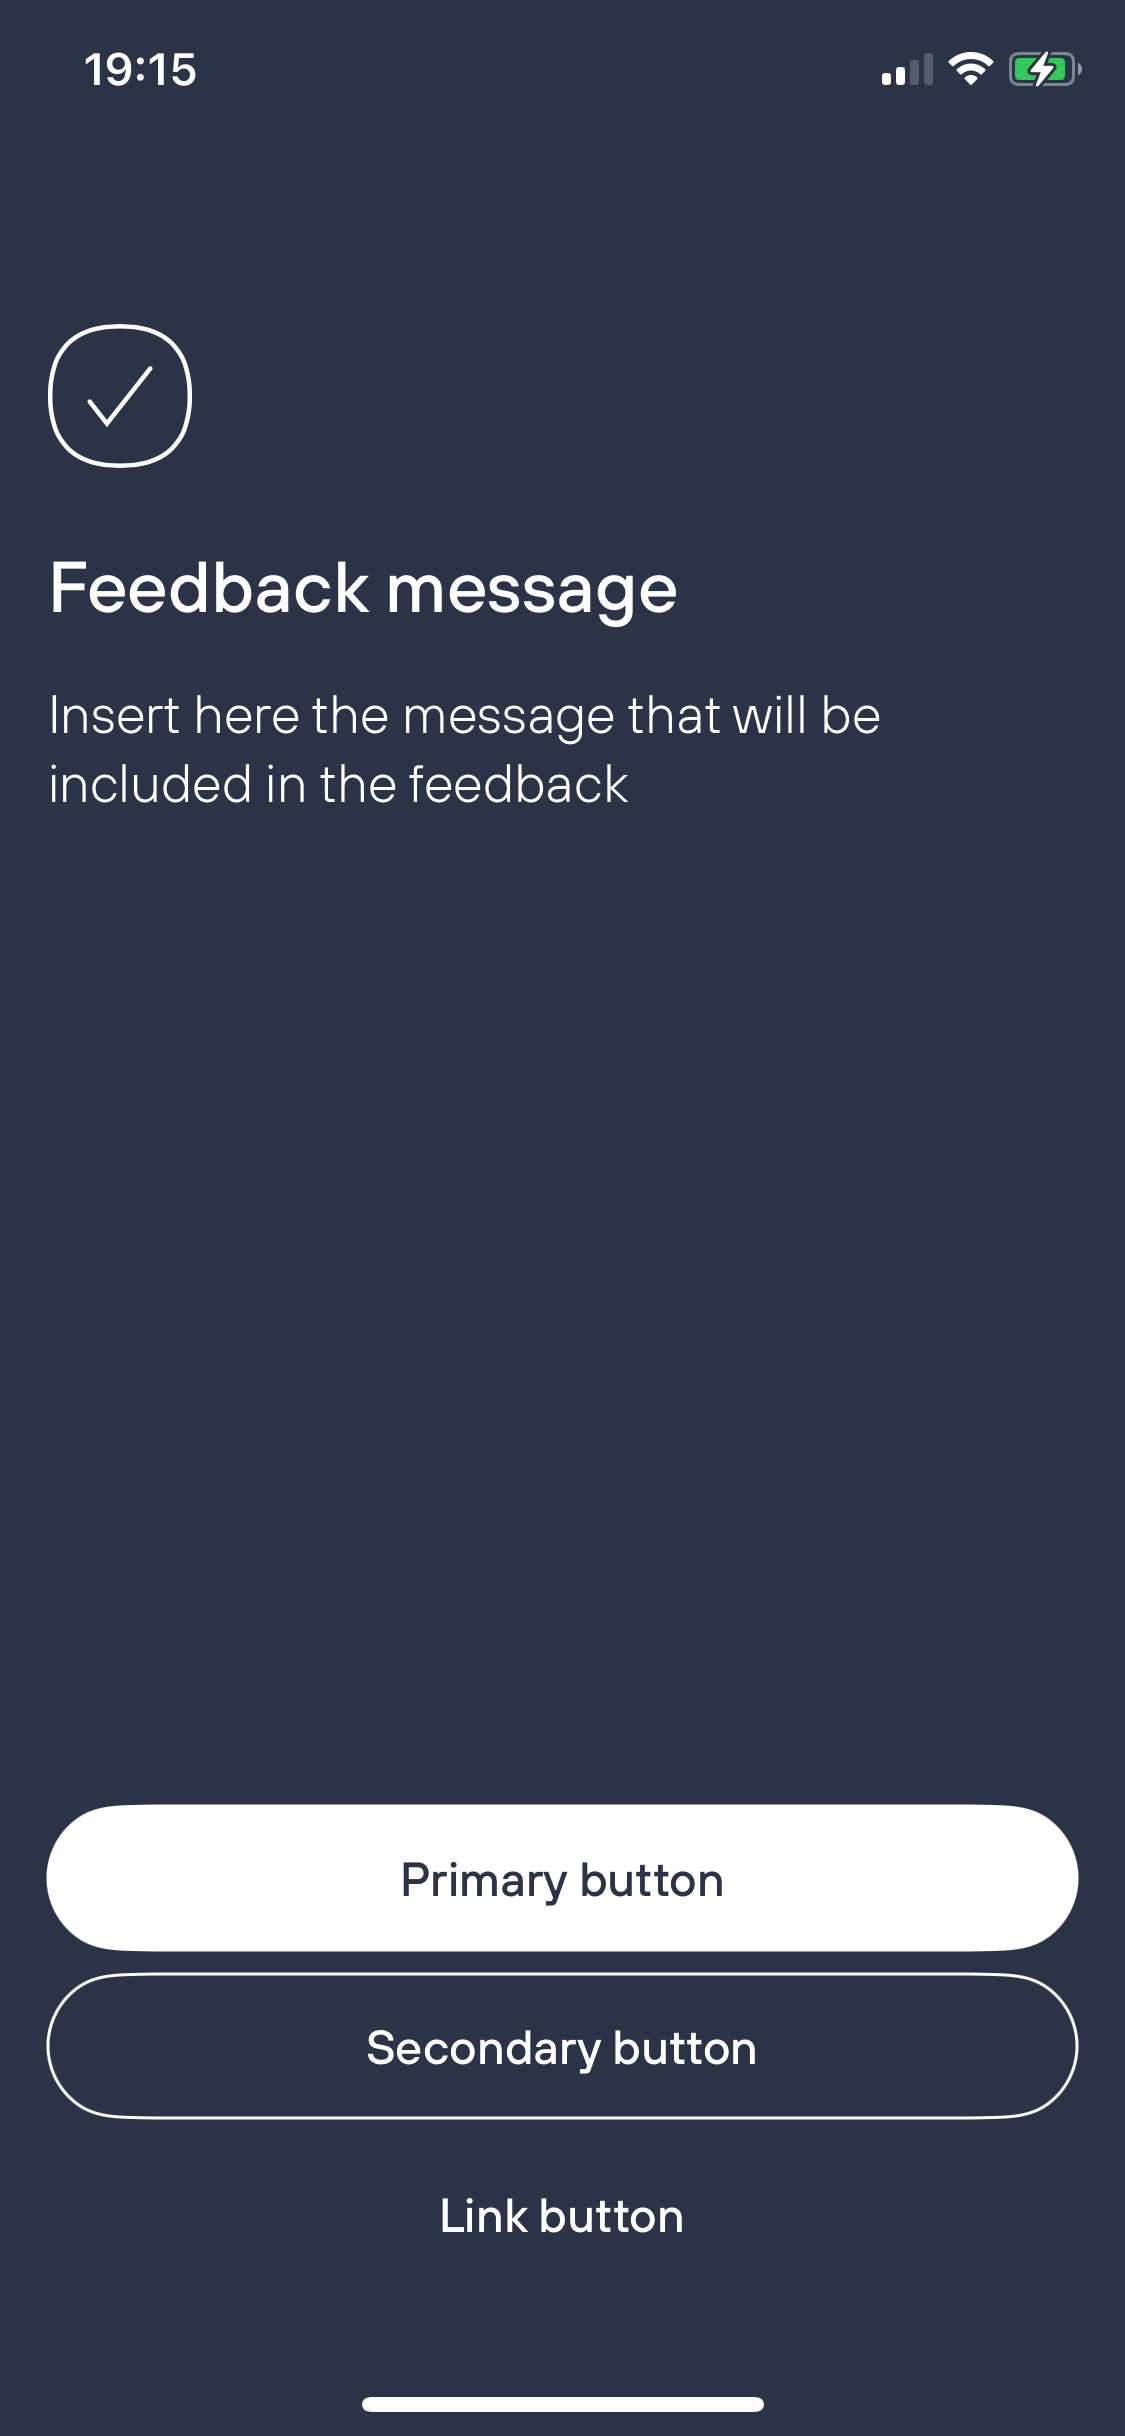 19:15
Feedback message
Insert here the message that will be
included in the feedback
Primary button
Secondary button
Link button